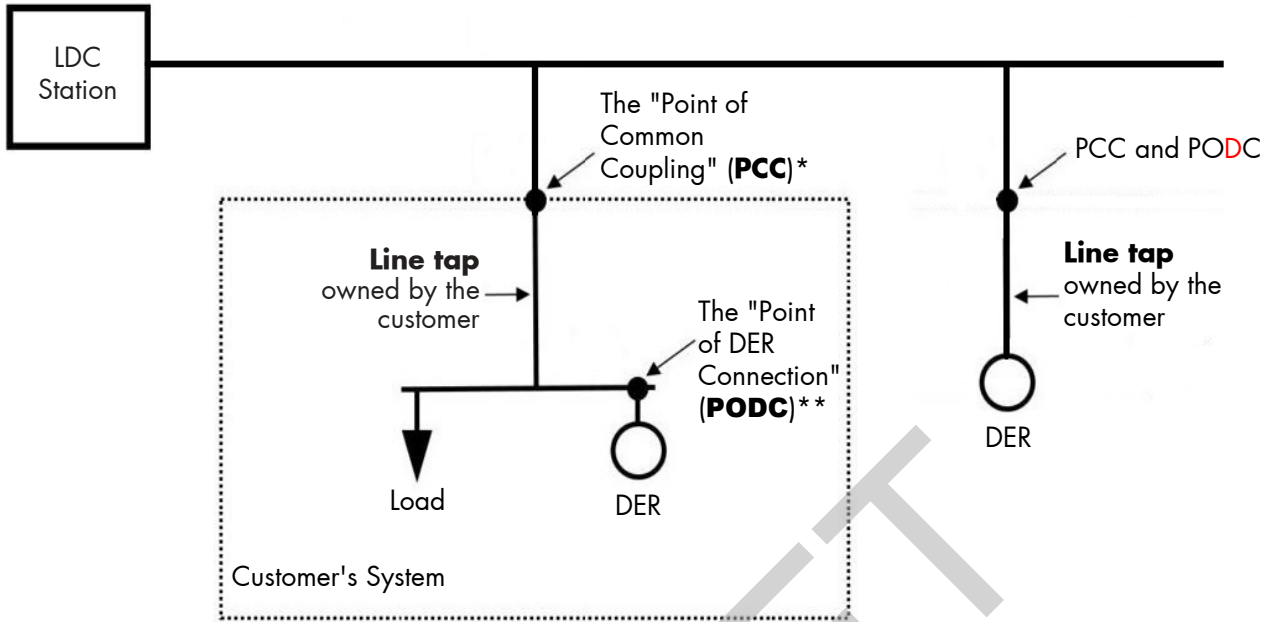 LDC
Station
The "Point of
Common
Coupling" (PCC)*
PCC and PODC
Line tap
owned by the
customer
The "Point
of DER
Connection"
(PODC)**
Line tap
owned by the
customer
Load
DER
DER
Customer's System